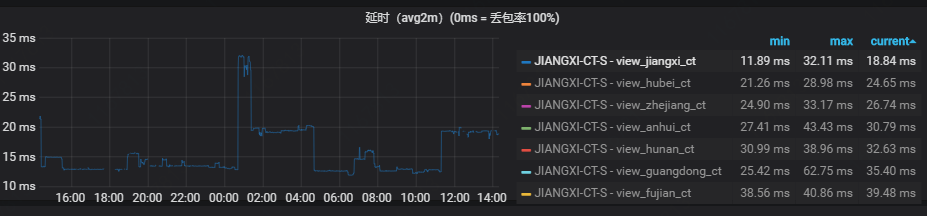 延时（avg2m）(0ms = 丢包率100%)
35 ms
30 ms
25 ms
20 ms
15 ms
10 ms
16:00 18:00 20:00 22:00 00:00 02:00 04:00 06:00 08:00 10:00 12:00 14:00
min max current
JIANGXI-CT-S - view_jiangxi_ct 11.89 ms 32.11 ms 18.84 ms
JIANGXI-CT-S - view_hubei_ct 21.26 ms 28.98 ms 24.65 ms
JIANGXI-CT-S - view_zhejiang_ct 24.90 ms 33.17 ms 26.74 ms
JIANGXI-CT-S - view_anhui_ct 27.41 ms 43.43 ms 30.79 ms
JIANGXI-CT-S - view_hunan_ct 30.99 ms 38.96 ms 32.63 ms
JIANGXI-CT-S - view_guangdong_ct 25.42 ms 62.75 ms 35.40 ms
JIANGXI-CT-S - view_fujian_ct 38.56 ms 40.86 ms 39.48 ms